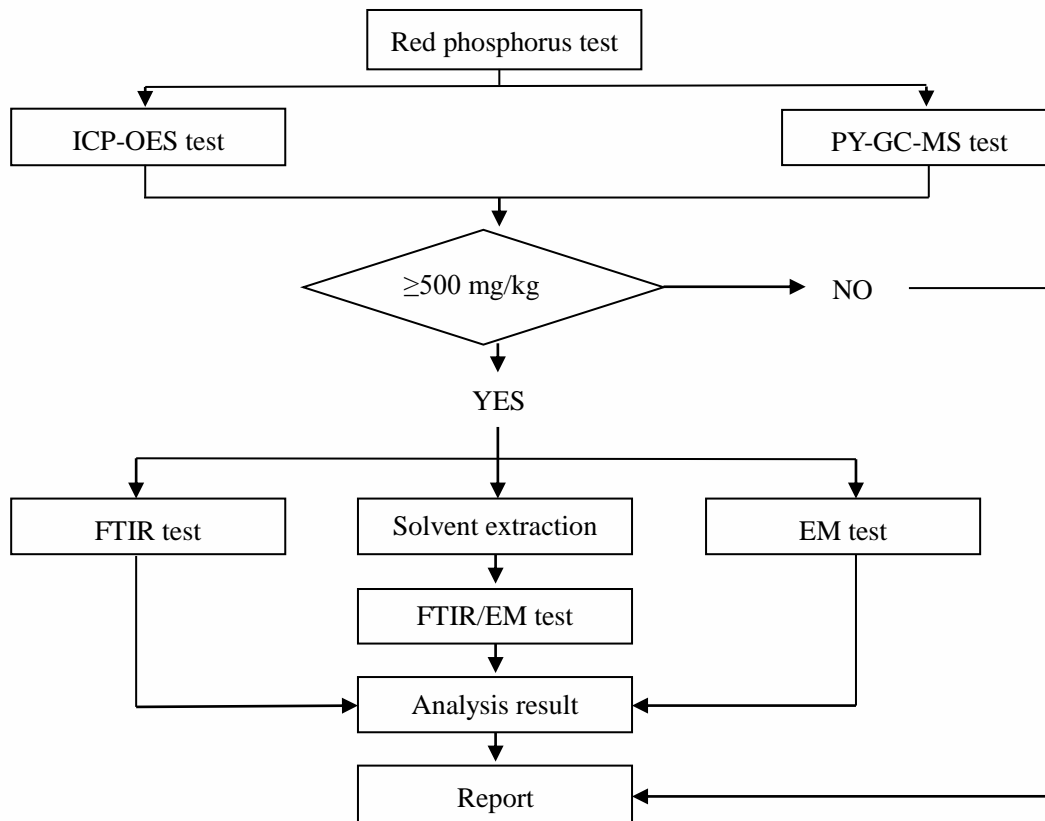 Red phosphorus test
ICP-OES test
PY-GC-MS test
≥500 mg/kg
NO
YES
FTIR test
Solvent extraction
EM test
FTIR/EM test
Analysis result
Report